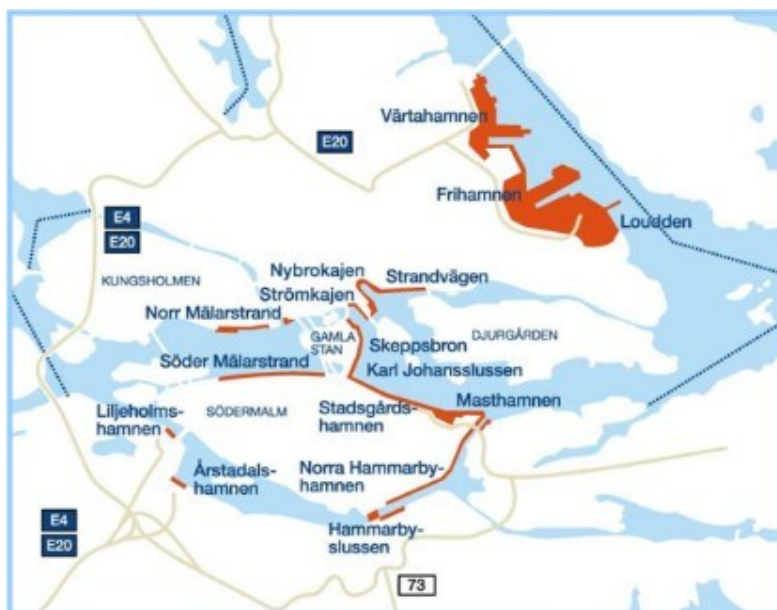 Värtahamnen
E20
Frihamnen
E4
E20
Loudden
Nybrokajen
Strandvägen
KUNGSHOLMEN
Strömkajen
Norr Mälarstrand
GAMLA
STAN
Skeppsbron
DJURGÅRDEN
Söder Mälarstrand
Karl Johansslussen
Masthamnen
Liljeholms-
hamnen
SÖDERMALM
Stadsgårds-
hamnen
Årstadals-
hamnen
Norra Hammarby-
hamnen
E4
E20
Hammarby-
slussen
73